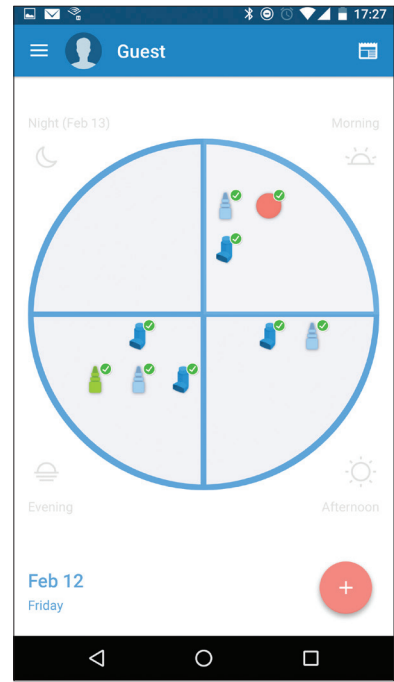 17:27
Guest
Night (Feb 13)
Morning
Evening
Afternoon
Feb 12
Friday
+